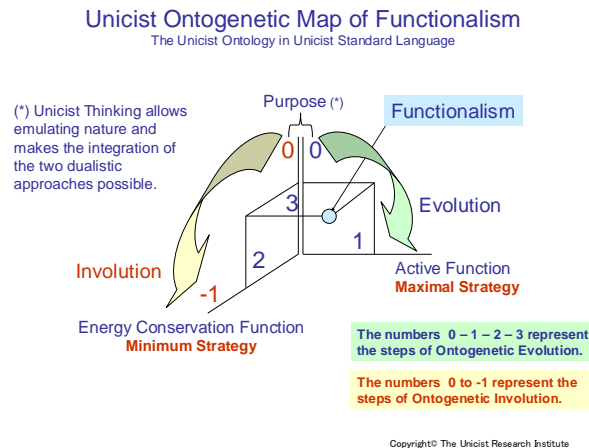 Unicist Ontogenetic Map of Functionalism
The Unicist Ontology in Unicist Standard Language
(*) Unicist Thinking allows
emulating nature and
makes the integration of
the two dualistic
approaches possible.
Purpose (*)
Functionalism
0 0
3
Evolution
1
2
Involution
-1
Active Function
Maximal Strategy
Energy Conservation Function
Minimum Strategy
The numbers 0 – 1 – 2 – 3 represent
the steps of Ontogenetic Evolution.
The numbers 0 to -1 represent the
steps of Ontogenetic Involution.
Copyright© The Unicist Research Institute